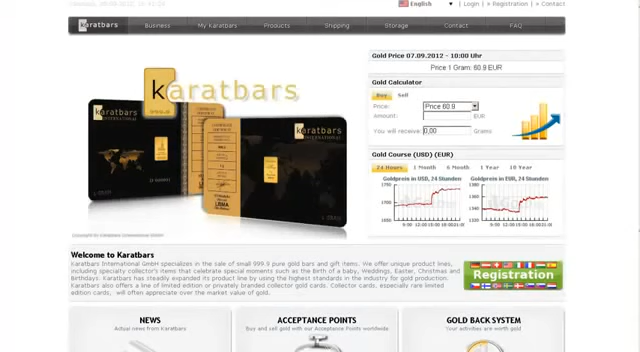 English ▼ | Login | » Registration | » Contact
karatbars Business My Karatbars Products Shipping Storage Contact FAQ
karatbars
karatbars INTERNATIONAL
karatbars
Gold Price 07.09.2012 - 10:00 Uhr
Price 1 Gram: 60.9 EUR
Gold Calculator
Buy Sell
Price: Price 60.9
Amount: EUR
You will receive: 0,00 Grams
Gold Course (USD) (EUR)
24 Hours 1 Month 6 Month 1 Year 10 Year
Goldpreis in USD, 24 Stunden Goldpreis in EUR, 24 Stunden
Welcome to Karatbars
Karatbars International GmbH specializes in the sale of small 999.9 pure gold bars and gift items. We offer unique product lines,
including specialty collector's items that celebrate special moments such as the Birth of a baby, Weddings, Easter, Christmas and
Birthdays. Karatbars has steadily expanded its product line by using the highest standards in the industry for gold production.
Karatbars also offers a line of limited edition or privately branded collector gold cards. Collector cards, especially rare limited
edition cards, will often appreciate over the market value of gold.
Registration
NEWS
Actual news from Karatbars
ACCEPTANCE POINTS
Buy and sell gold with our Acceptance Points worldwide
GOLD BACK SYSTEM
Your activities are worth gold